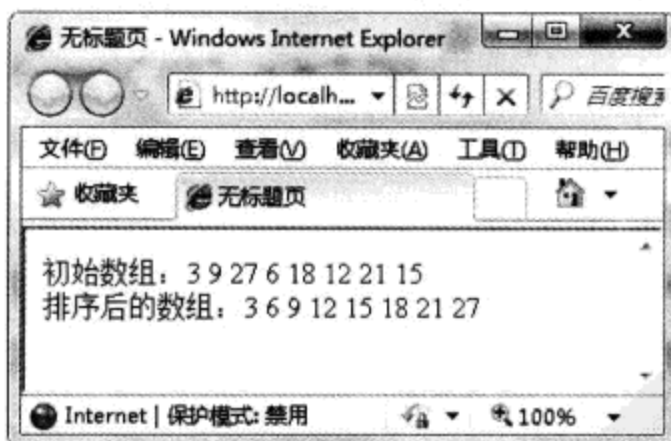 无标题页 - Windows Internet Explorer
http://localh... 百度搜索
文件(F) 编辑(E) 查看(V) 收藏夹(A) 工具(T) 帮助(H)
收藏夹 无标题页
初始数组：3 9 27 6 18 12 21 15
排序后的数组：3 6 9 12 15 18 21 27
Internet | 保护模式: 禁用 100%